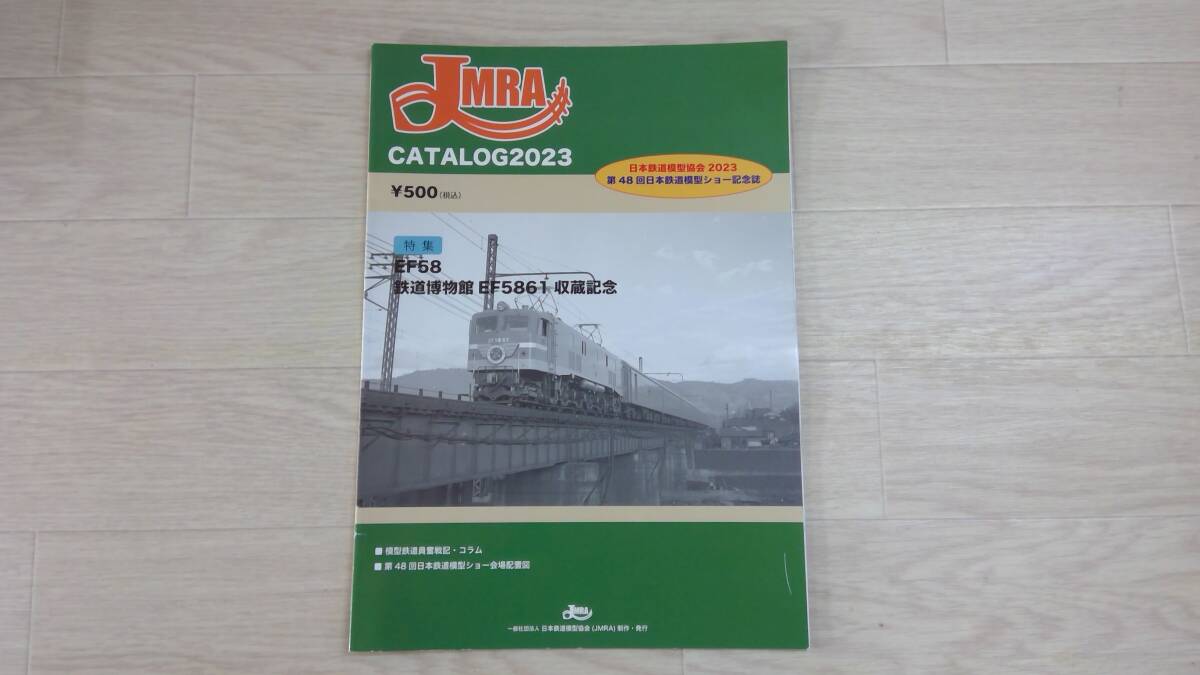 JMRA
CATALOG2023
日本鉄道模型協会 2023
第48回日本鉄道模型ショー記念誌
¥500(税込)
特集
EF58
鉄道博物館 EF5861 収蔵記念
■ 模型鉄道員奮戦記・コラム
■ 第48回日本鉄道模型ショー会場配置図
JMRA
一般社団法人 日本鉄道模型協会(JMRA) 制作・発行